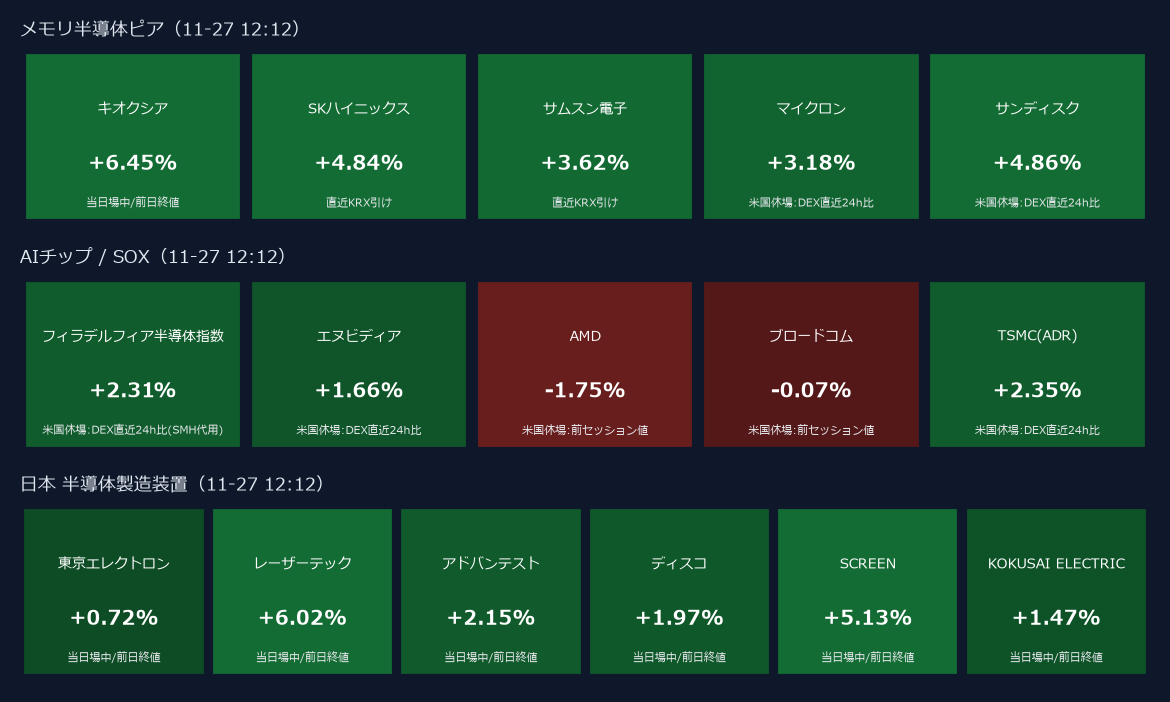 メモリ半導体ピア（11-27 12:12）
キオクシア
+6.45%
当日場中/前日終値
SKハイニックス
+4.84%
直近KRX引け
サムスン電子
+3.62%
直近KRX引け
マイクロン
+3.18%
米国休場:DEX直近24h比
サンディスク
+4.86%
米国休場:DEX直近24h比
AIチップ / SOX（11-27 12:12）
フィラデルフィア半導体指数
+2.31%
米国休場:DEX直近24h比(SMH代用)
エヌビディア
+1.66%
米国休場:DEX直近24h比
AMD
-1.75%
米国休場:前セッション値
ブロードコム
-0.07%
米国休場:前セッション値
TSMC(ADR)
+2.35%
米国休場:DEX直近24h比
日本 半導体製造装置（11-27 12:12）
東京エレクトロン
+0.72%
当日場中/前日終値
レーザーテック
+6.02%
当日場中/前日終値
アドバンテスト
+2.15%
当日場中/前日終値
ディスコ
+1.97%
当日場中/前日終値
SCREEN
+5.13%
当日場中/前日終値
KOKUSAI ELECTRIC
+1.47%
当日場中/前日終値